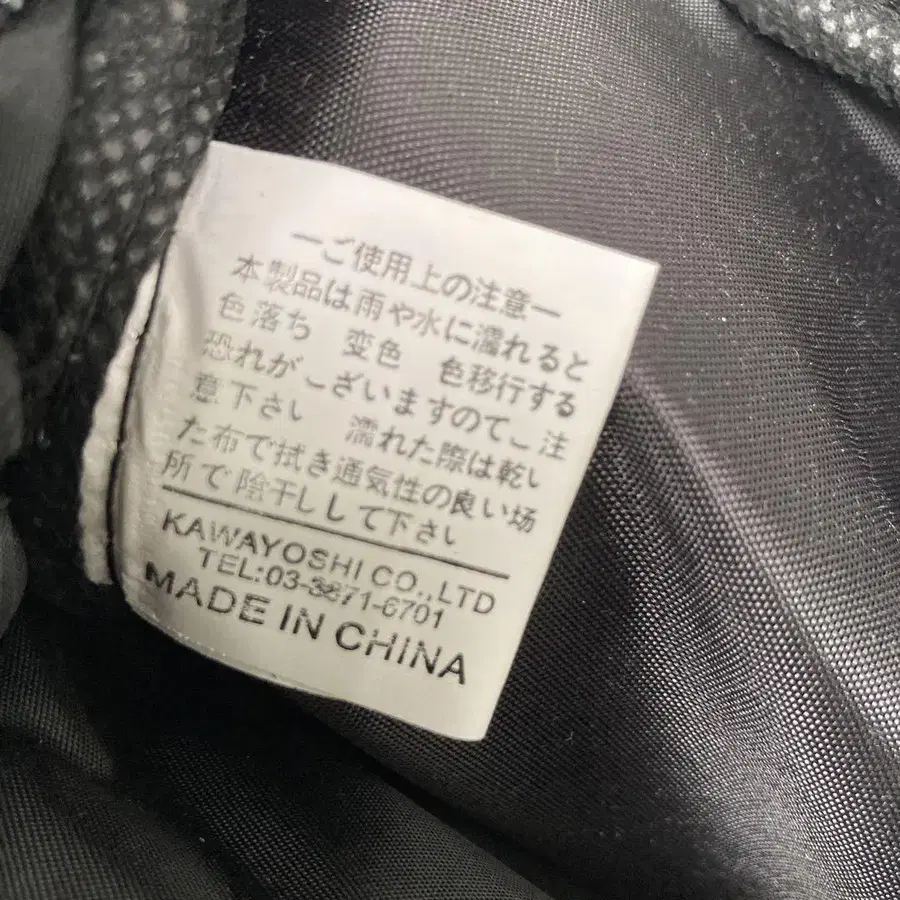 ーご使用上の注意ー
本製品は雨や水に濡れると
色落ち 変色 色移行する
恐れがございますのでご注
意下さい 濡れた際は乾い
た布で拭き通気性の良い场
所で陰干しして下さい
KAWAYOSHI CO.,LTD
TEL:03-3871-6701
MADE IN CHINA